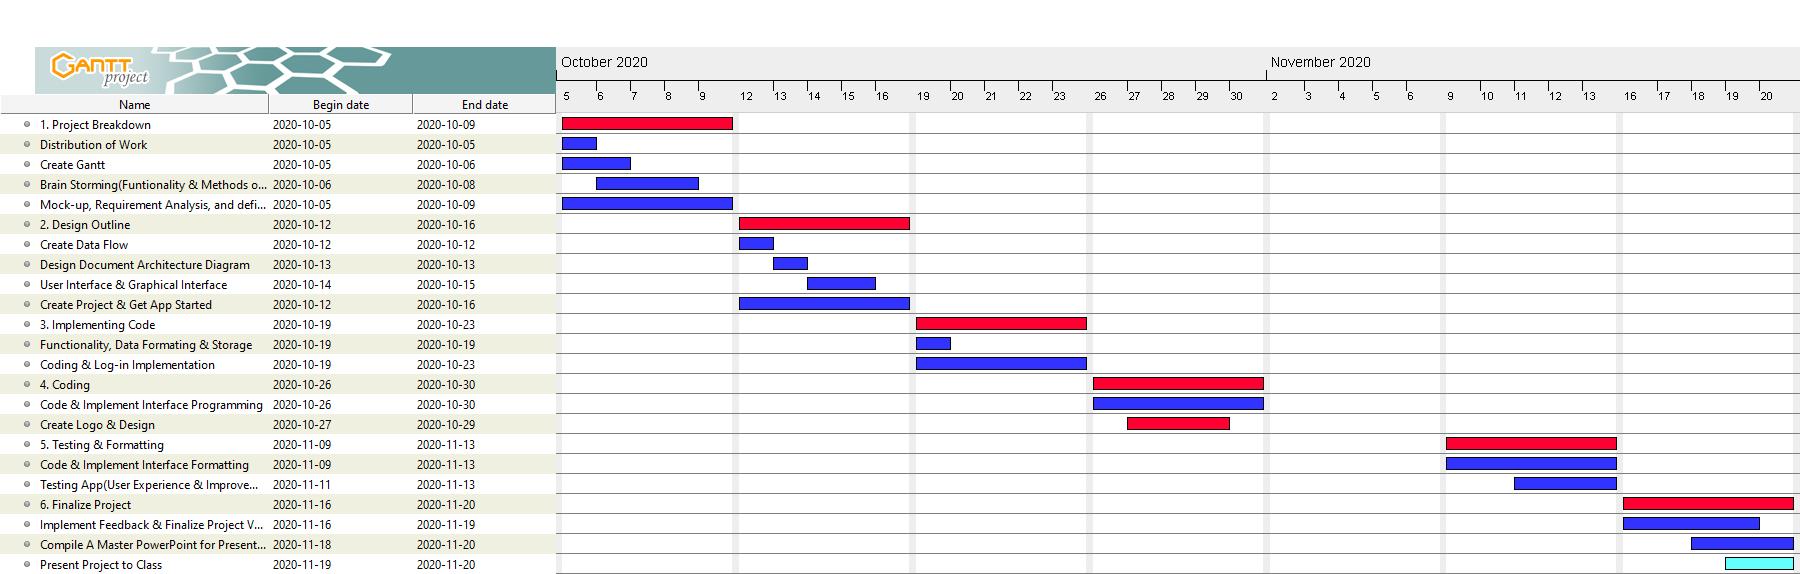 GANTT
project
October 2020 November 2020
5 6 7 8 9 12 13 14 15 16 19 20 21 22 23 26 27 28 29 30 2 3 4 5 6 9 10 11 12 13 16 17 18 19 20
Name Begin date End date
1. Project Breakdown 2020-10-05 2020-10-09
Distribution of Work 2020-10-05 2020-10-05
Create Gantt 2020-10-05 2020-10-06
Brain Storming(Funtionality & Methods o... 2020-10-06 2020-10-08
Mock-up, Requirement Analysis, and defi... 2020-10-05 2020-10-09
2. Design Outline 2020-10-12 2020-10-16
Create Data Flow 2020-10-12 2020-10-12
Design Document Architecture Diagram 2020-10-13 2020-10-13
User Interface & Graphical Interface 2020-10-14 2020-10-15
Create Project & Get App Started 2020-10-12 2020-10-16
3. Implementing Code 2020-10-19 2020-10-23
Functionality, Data Formating & Storage 2020-10-19 2020-10-19
Coding & Log-in Implementation 2020-10-19 2020-10-23
4. Coding 2020-10-26 2020-10-30
Code & Implement Interface Programming 2020-10-26 2020-10-30
Create Logo & Design 2020-10-27 2020-10-29
5. Testing & Formatting 2020-11-09 2020-11-13
Code & Implement Interface Formatting 2020-11-09 2020-11-13
Testing App(User Experience & Improve... 2020-11-11 2020-11-13
6. Finalize Project 2020-11-16 2020-11-20
Implement Feedback & Finalize Project V... 2020-11-16 2020-11-19
Compile A Master PowerPoint for Present... 2020-11-18 2020-11-20
Present Project to Class 2020-11-19 2020-11-20